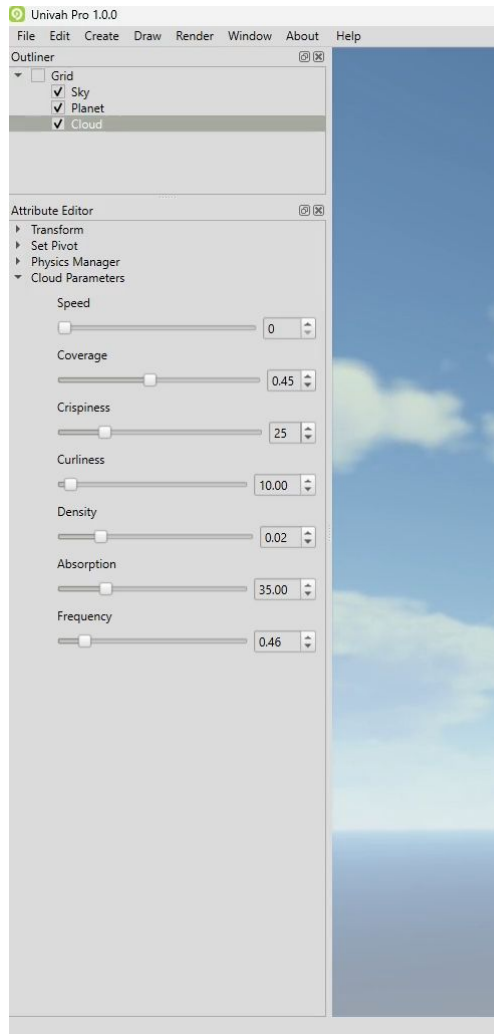 Univah Pro 1.0.0
File Edit Create Draw Render Window About Help
Outliner
Grid
Sky
Planet
Cloud
Attribute Editor
Transform
Set Pivot
Physics Manager
Cloud Parameters
Speed
0
Coverage
0.45
Crispiness
25
Curliness
10.00
Density
0.02
Absorption
35.00
Frequency
0.46